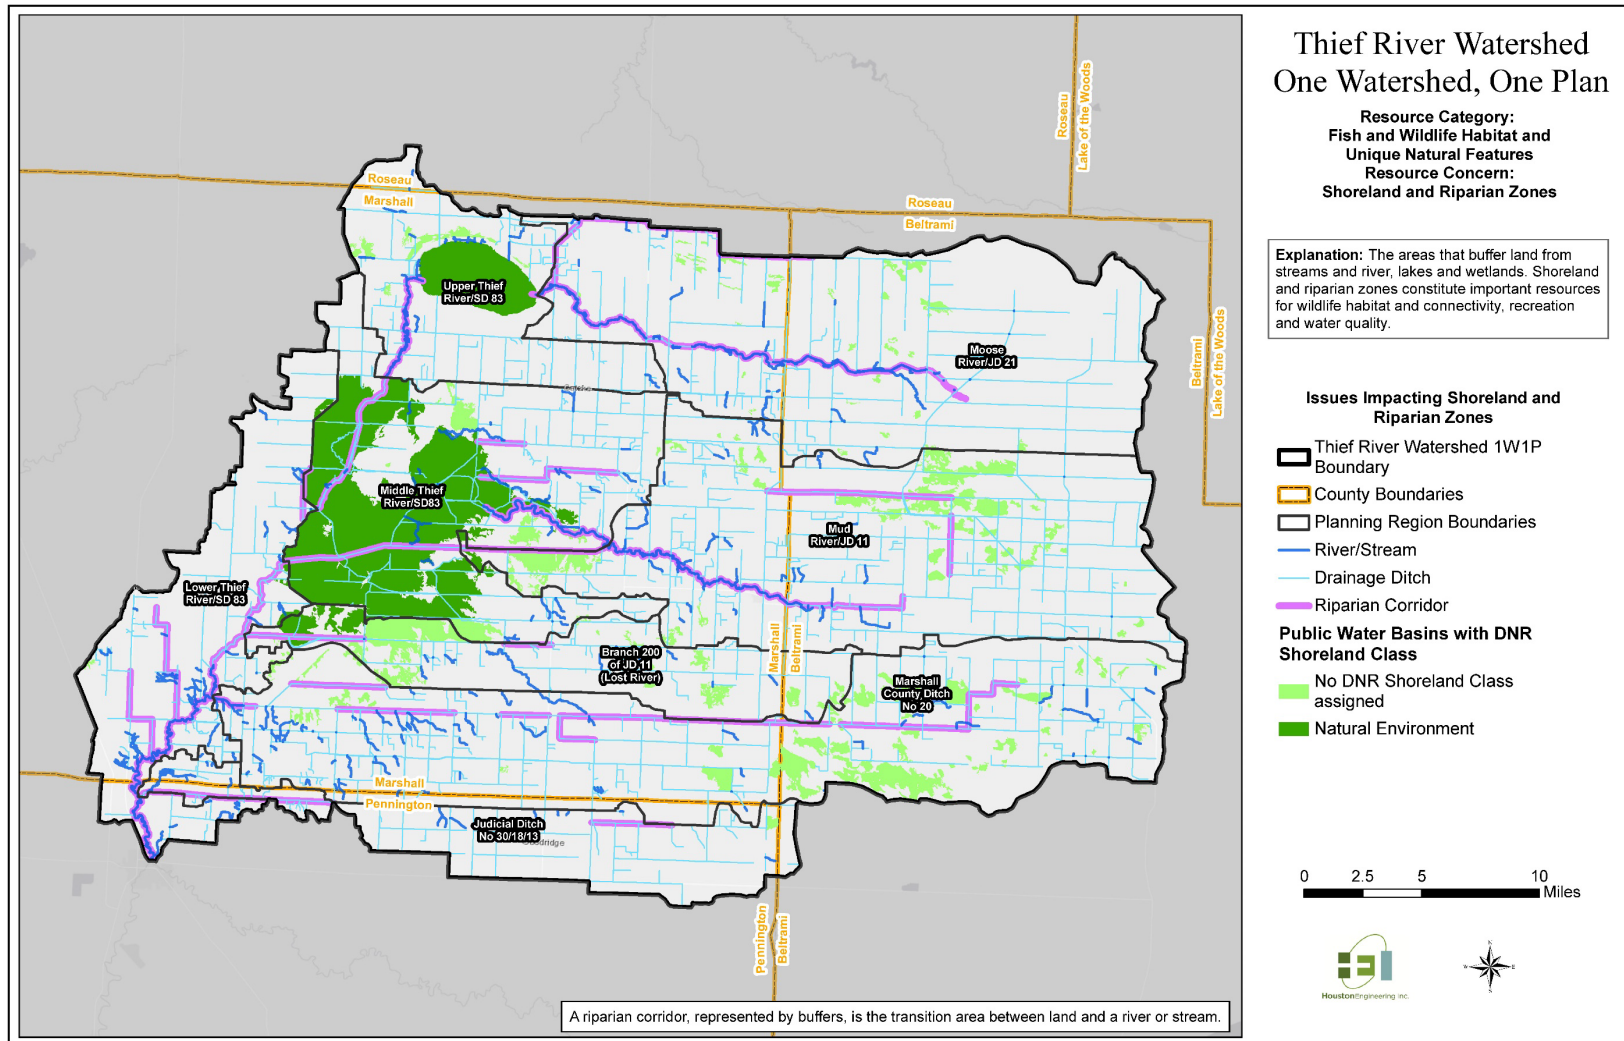 Thief River Watershed
One Watershed, One Plan
Resource Category:
Fish and Wildlife Habitat and
Unique Natural Features
Resource Concern:
Shoreland and Riparian Zones
Explanation: The areas that buffer land from
streams and river, lakes and wetlands. Shoreland
and riparian zones constitute important resources
for wildlife habitat and connectivity, recreation
and water quality.
Issues Impacting Shoreland and
Riparian Zones
Thief River Watershed 1W1P
Boundary
County Boundaries
Planning Region Boundaries
River/Stream
Drainage Ditch
Riparian Corridor
Public Water Basins with DNR
Shoreland Class
No DNR Shoreland Class
assigned
Natural Environment
0 2.5 5 10
Miles
HoustonEngineering Inc.
N
W E
S
Roseau
Lake of the Woods
Roseau
Marshall
Roseau
Beltrami
Beltrami
Lake of the Woods
Upper Thief
River/SD 83
Moose
River/JD 21
Middle Thief
River/SD83
Mud
River/JD 11
Lower Thief
River/SD 83
Branch 200
of JD 11
(Lost River)
Marshall
County Ditch
No 20
Marshall
Beltrami
Marshall
Pennington
Judicial Ditch
No 30/18/13
Pennington
Beltrami
A riparian corridor, represented by buffers, is the transition area between land and a river or stream.